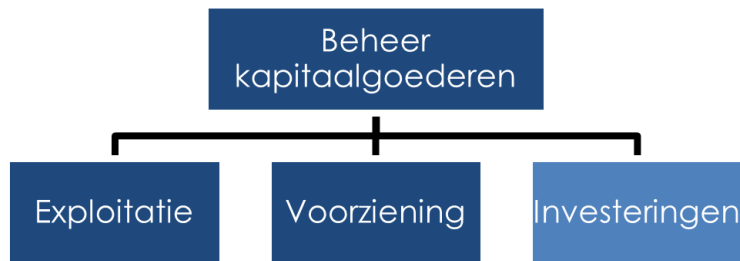 Beheer
kapitaalgoederen
Exploitatie
Voorziening
Investeringen